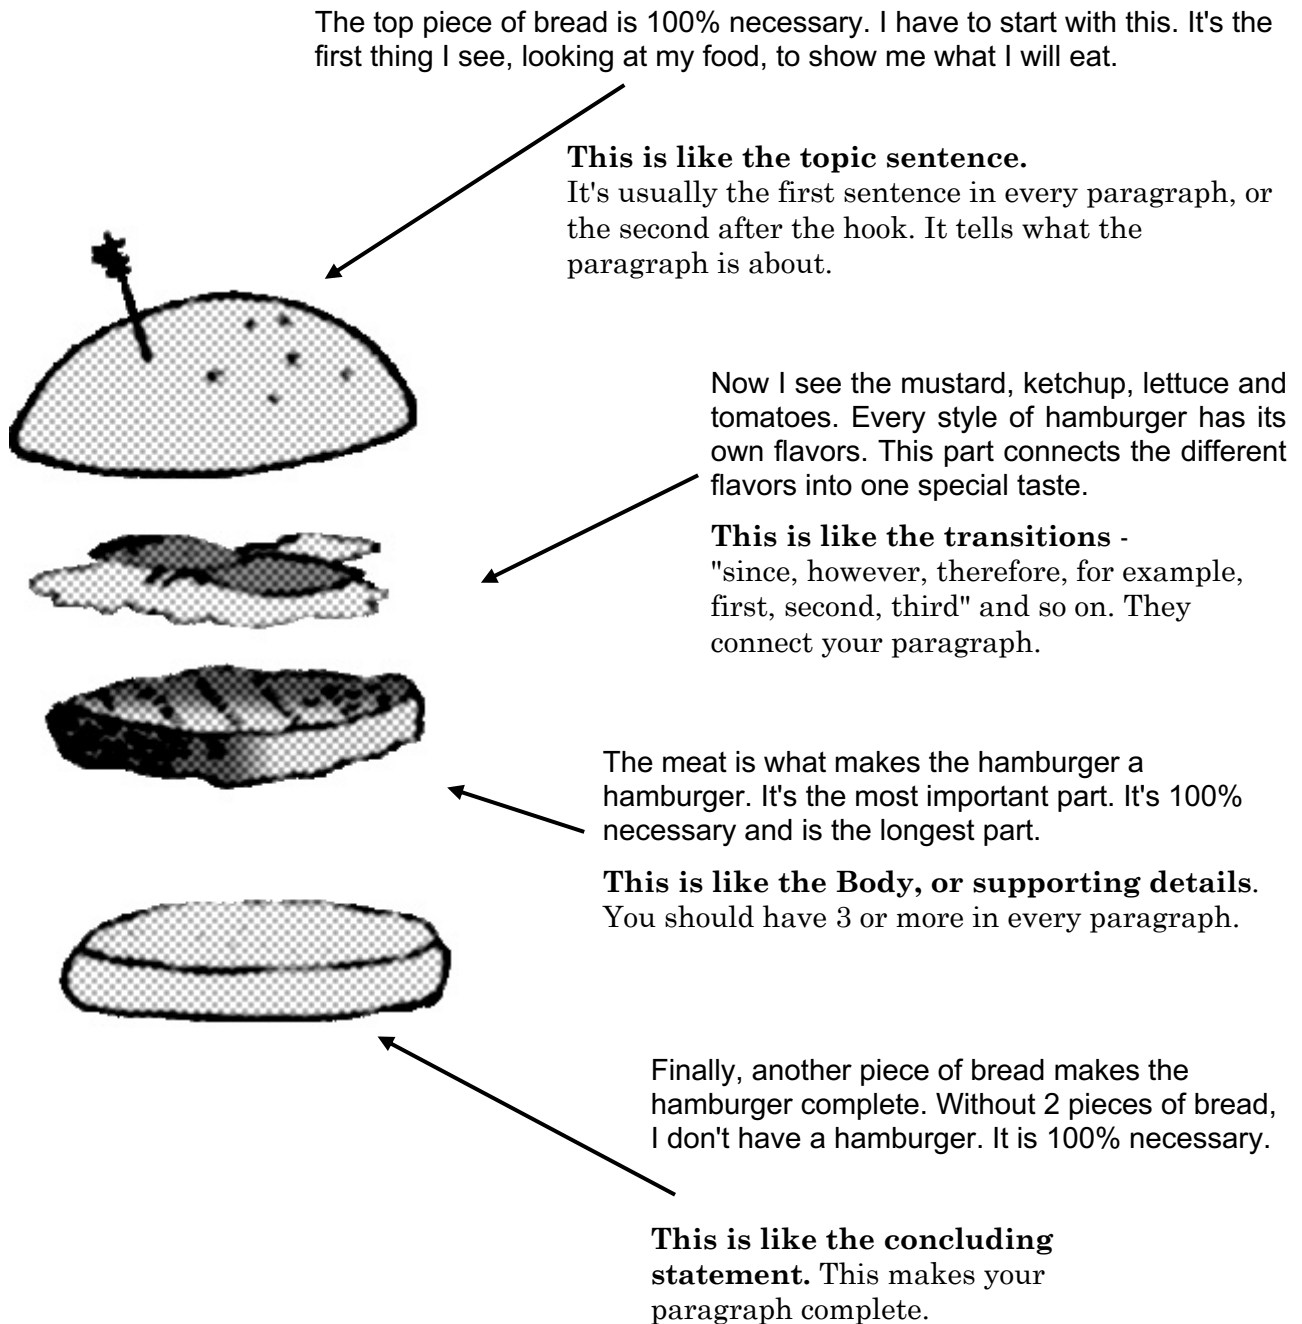 The top piece of bread is 100% necessary. I have to start with this. It's the
first thing I see, looking at my food, to show me what I will eat.
This is like the topic sentence.
It's usually the first sentence in every paragraph, or
the second after the hook. It tells what the
paragraph is about.
Now I see the mustard, ketchup, lettuce and
tomatoes. Every style of hamburger has its
own flavors. This part connects the different
flavors into one special taste.
This is like the transitions -
"since, however, therefore, for example,
first, second, third" and so on. They
connect your paragraph.
The meat is what makes the hamburger a
hamburger. It's the most important part. It's 100%
necessary and is the longest part.
This is like the Body, or supporting details.
You should have 3 or more in every paragraph.
Finally, another piece of bread makes the
hamburger complete. Without 2 pieces of bread,
I don't have a hamburger. It is 100% necessary.
This is like the concluding
statement. This makes your
paragraph complete.